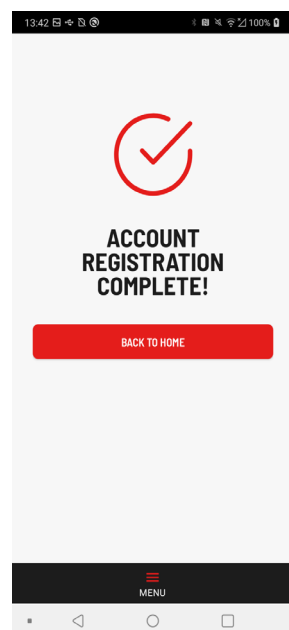 13:42
100%
ACCOUNT
REGISTRATION
COMPLETE!
BACK TO HOME
MENU